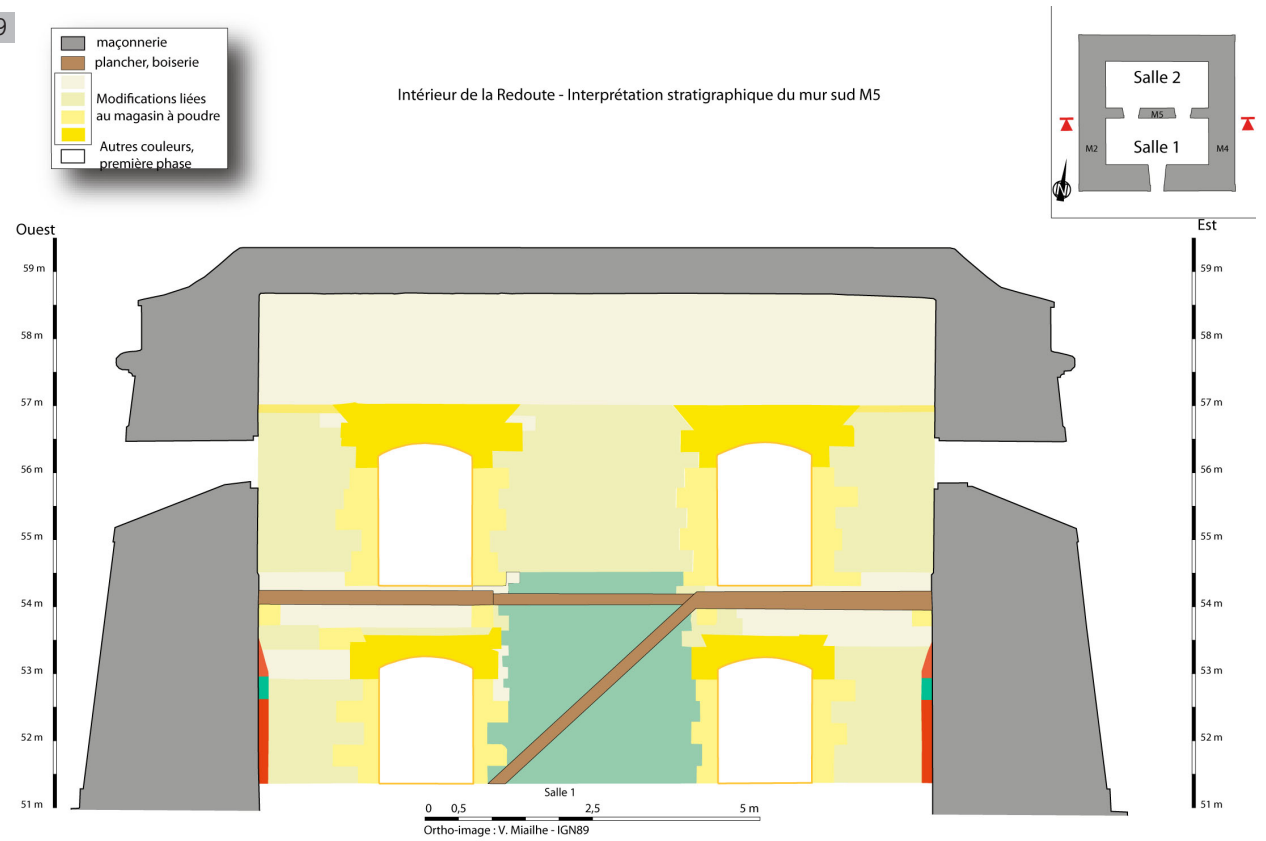 9
maçonnerie
plancher, boiserie
Modifications liées
au magasin à poudre
Autres couleurs,
première phase
Intérieur de la Redoute - Interprétation stratigraphique du mur sud M5
Salle 2
M5
M2
Salle 1
M4
N
Ouest
Est
59 m
59 m
58 m
58 m
57 m
57 m
56 m
56 m
55 m
55 m
54 m
54 m
53 m
53 m
52 m
52 m
51 m
51 m
Salle 1
0 0,5 2,5 5 m
Ortho-image : V. Miailhe - IGN89